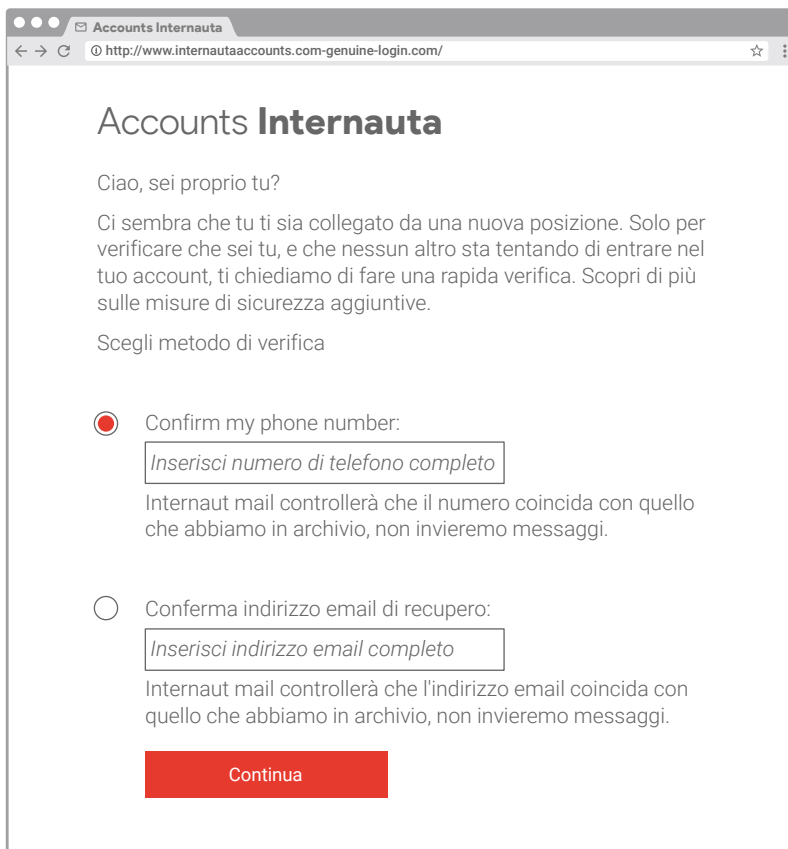 Accounts Internauta
http://www.internautaaccounts.com-genuine-login.com/
Accounts Internauta
Ciao, sei proprio tu?
Ci sembra che tu ti sia collegato da una nuova posizione. Solo per
verificare che sei tu, e che nessun altro sta tentando di entrare nel
tuo account, ti chiediamo di fare una rapida verifica. Scopri di più
sulle misure di sicurezza aggiuntive.
Scegli metodo di verifica
Confirm my phone number:
Inserisci numero di telefono completo
Internaut mail controllerà che il numero coincida con quello
che abbiamo in archivio, non invieremo messaggi.
Conferma indirizzo email di recupero:
Inserisci indirizzo email completo
Internaut mail controllerà che l'indirizzo email coincida con
quello che abbiamo in archivio, non invieremo messaggi.
Continua